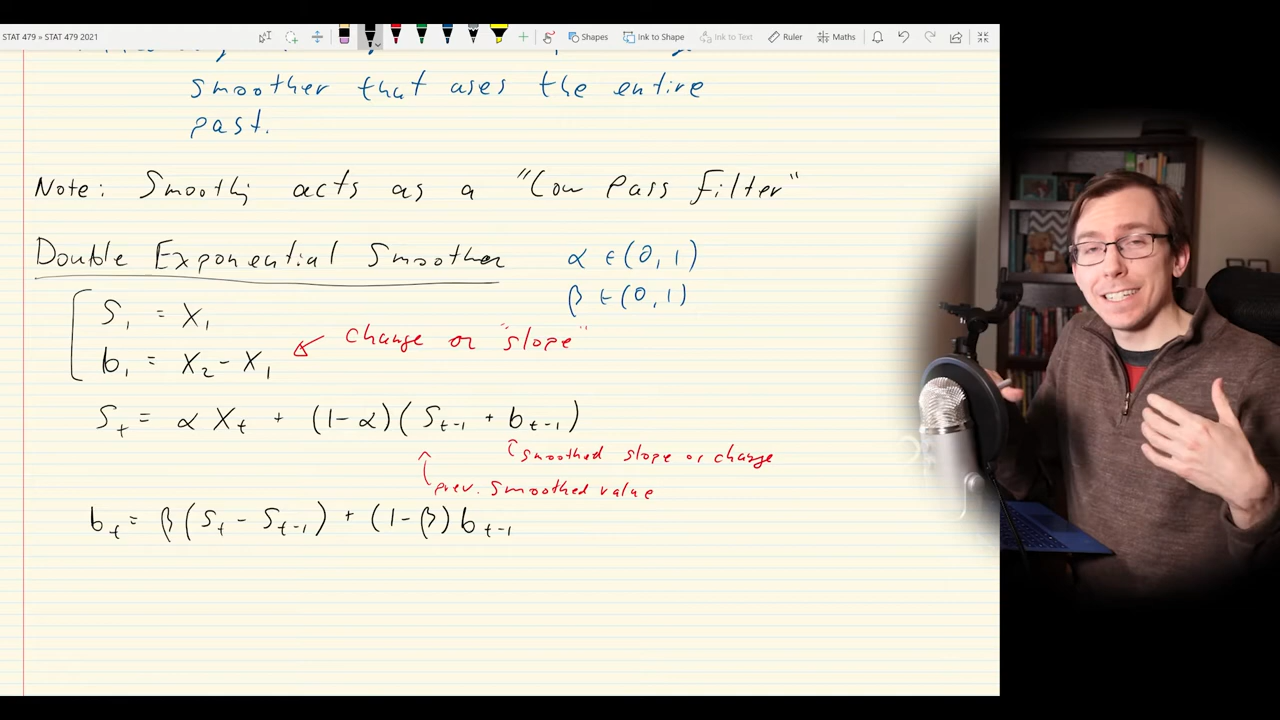 STAT 479 » STAT 479 2021
Shapes
Ink to Shape
Ink to Text
Ruler
Maths
smoother that uses the entire
past.
Note: Smoothi acts as a "Low Pass Filter"
Double Exponential Smoother
α ∈ (0, 1)
β ∈ (0, 1)
S₁ = X₁
b₁ = X₂ - X₁
change or "slope"
Sₜ = α Xₜ + (1-α)(Sₜ₋₁ + bₜ₋₁)
smoothed slope or change
prev. smoothed value
bₜ = β(Sₜ - Sₜ₋₁) + (1-β) bₜ₋₁